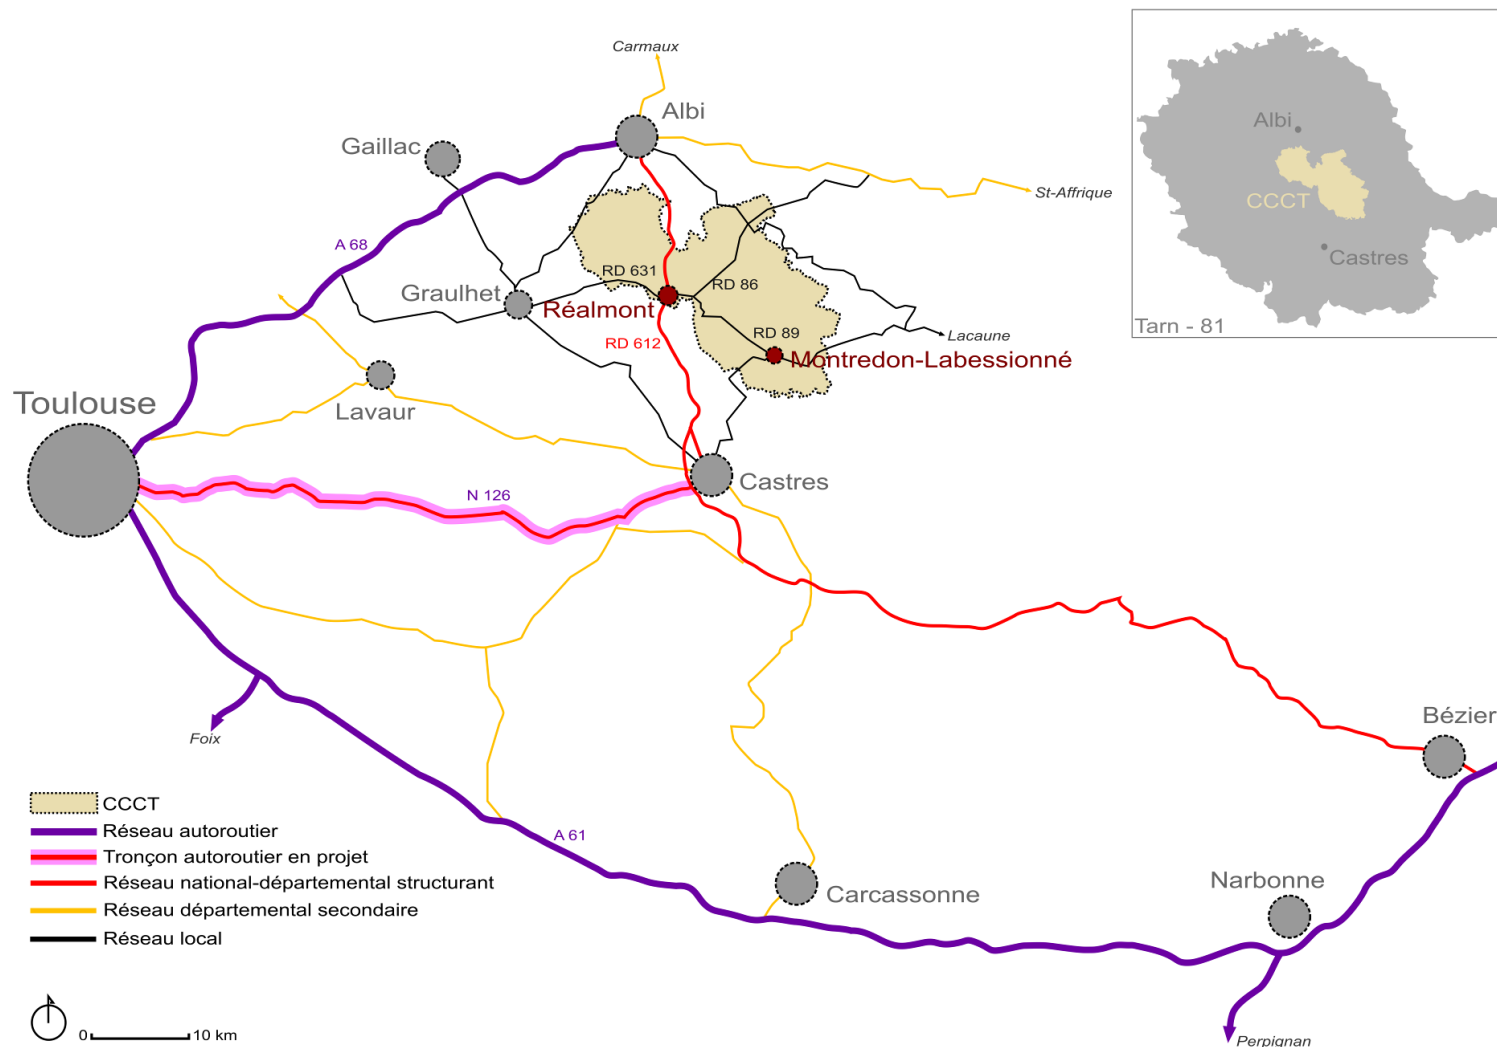 Carmaux
Albi
Gaillac
St-Affrique
A 68
RD 631
RD 86
Graulhet
Réalmont
RD 89
RD 612
Lacaune
Montredon-Labessionné
Toulouse
Lavaur
Castres
N 126
Foix
Bézier
A 61
Carcassonne
Narbonne
Perpignan
Albi
CCCT
Castres
Tarn - 81
CCCT
Réseau autoroutier
Tronçon autoroutier en projet
Réseau national-départemental structurant
Réseau départemental secondaire
Réseau local
0 10 km